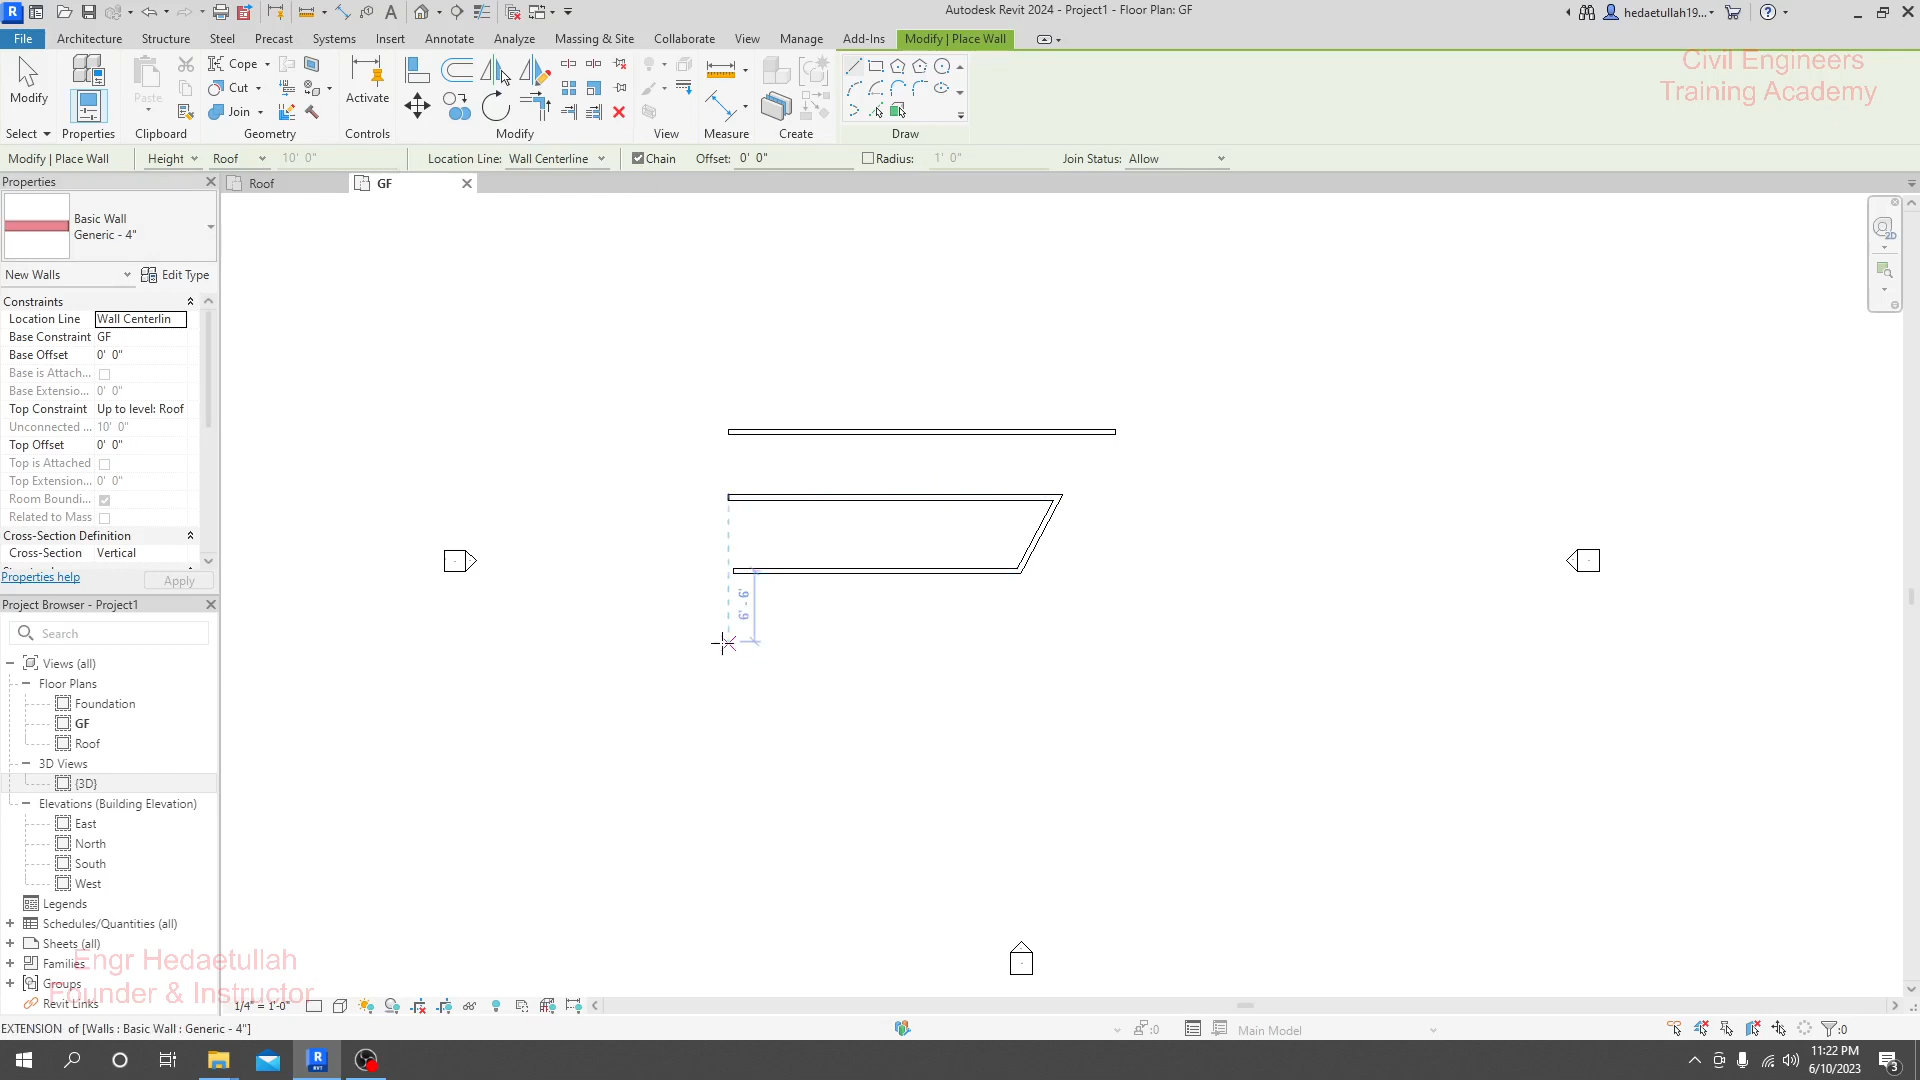 Autodesk Revit 2024 - Project1 - Floor Plan: GF
hedaetullah19...
File Architecture Structure Steel Precast Systems Insert Annotate Analyze Massing & Site Collaborate View Manage Add-Ins Modify | Place Wall
Civil Engineers
Training Academy
Modify
Paste
Cope
Cut
Join
Activate
Select Properties Clipboard Geometry Controls Modify View Measure Create Draw
Modify | Place Wall Height Roof 10' 0" Location Line: Wall Centerline Chain Offset: 0' 0" Radius: 1' 0" Join Status: Allow
Properties
Roof
GF
Basic Wall
Generic - 4"
New Walls Edit Type
Constraints
Location Line Wall Centerlin
Base Constraint GF
Base Offset 0' 0"
Base is Attach...
Base Extensio... 0' 0"
Top Constraint Up to level: Roof
Unconnected ... 10' 0"
Top Offset 0' 0"
Top is Attached
Top Extension... 0' 0"
Room Boundi...
Related to Mass
Cross-Section Definition
Cross-Section Vertical
Properties help Apply
6' - 6"
2D
Project Browser - Project1
Search
Views (all)
Floor Plans
Foundation
GF
Roof
3D Views
{3D}
Elevations (Building Elevation)
East
North
South
West
Legends
Schedules/Quantities (all)
Sheets (all)
Families
Groups
Revit Links
Engr Hedaetullah
Founder & Instructor
1/4" = 1'-0"
EXTENSION of [Walls : Basic Wall : Generic - 4"]
:0
Main Model
:0
11:22 PM
6/10/2023
3